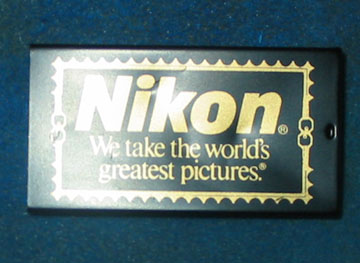 Nikon®
We take the world's
greatest pictures.®